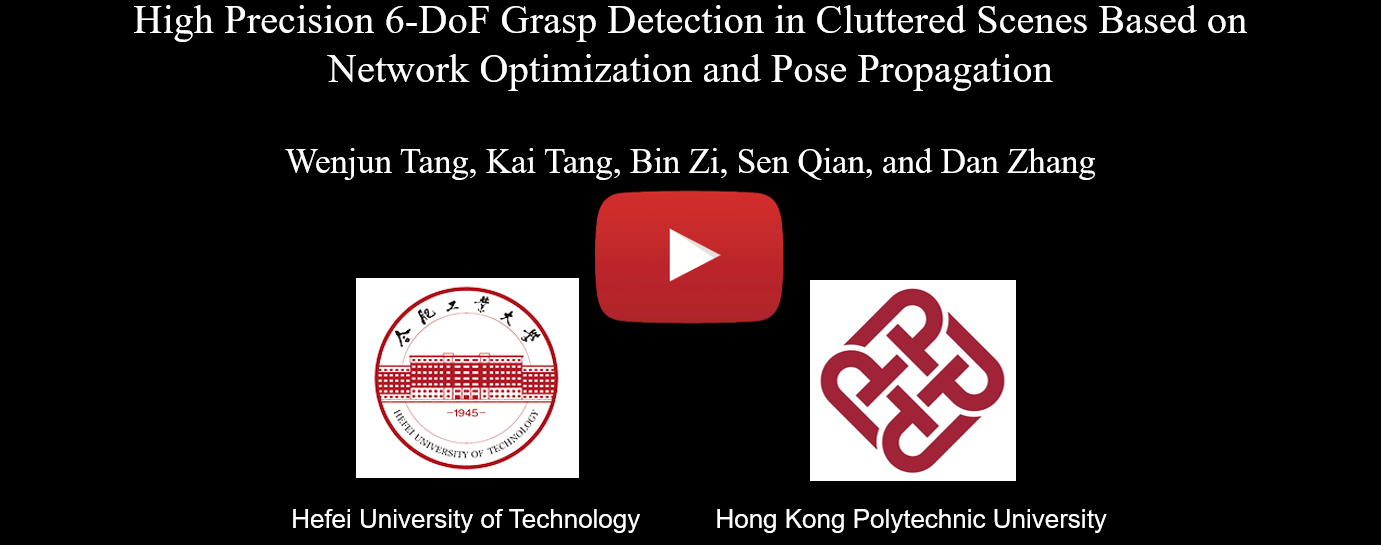 High Precision 6-DoF Grasp Detection in Cluttered Scenes Based on
Network Optimization and Pose Propagation
Wenjun Tang, Kai Tang, Bin Zi, Sen Qian, and Dan Zhang
合肥工业大学
-1945-
HEFEI UNIVERSITY OF TECHNOLOGY
Hefei University of Technology
Hong Kong Polytechnic University